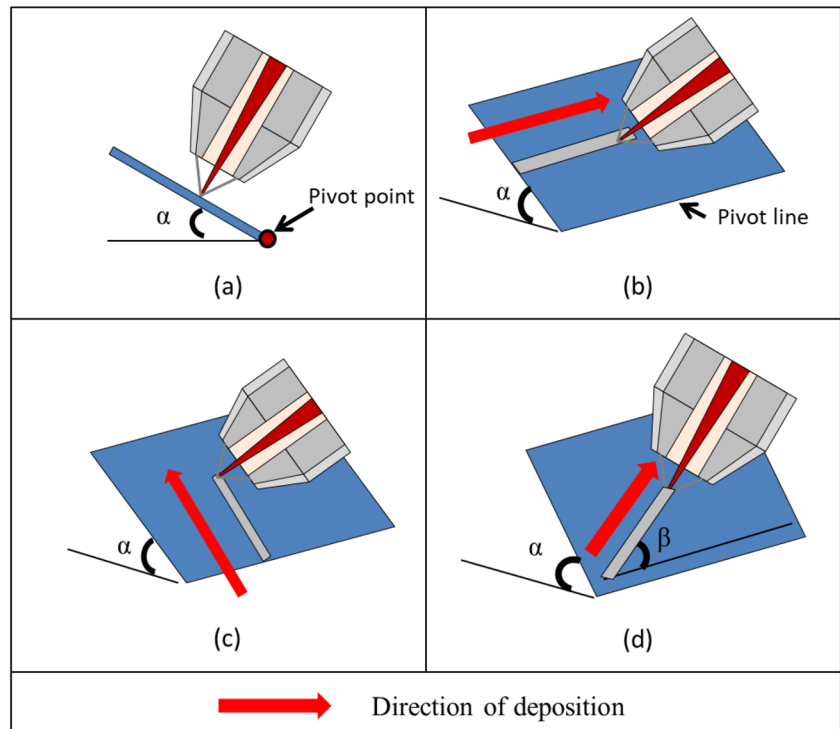 α
Pivot point
(a)
α
Pivot line
(b)
α
(c)
α
β
(d)
Direction of deposition